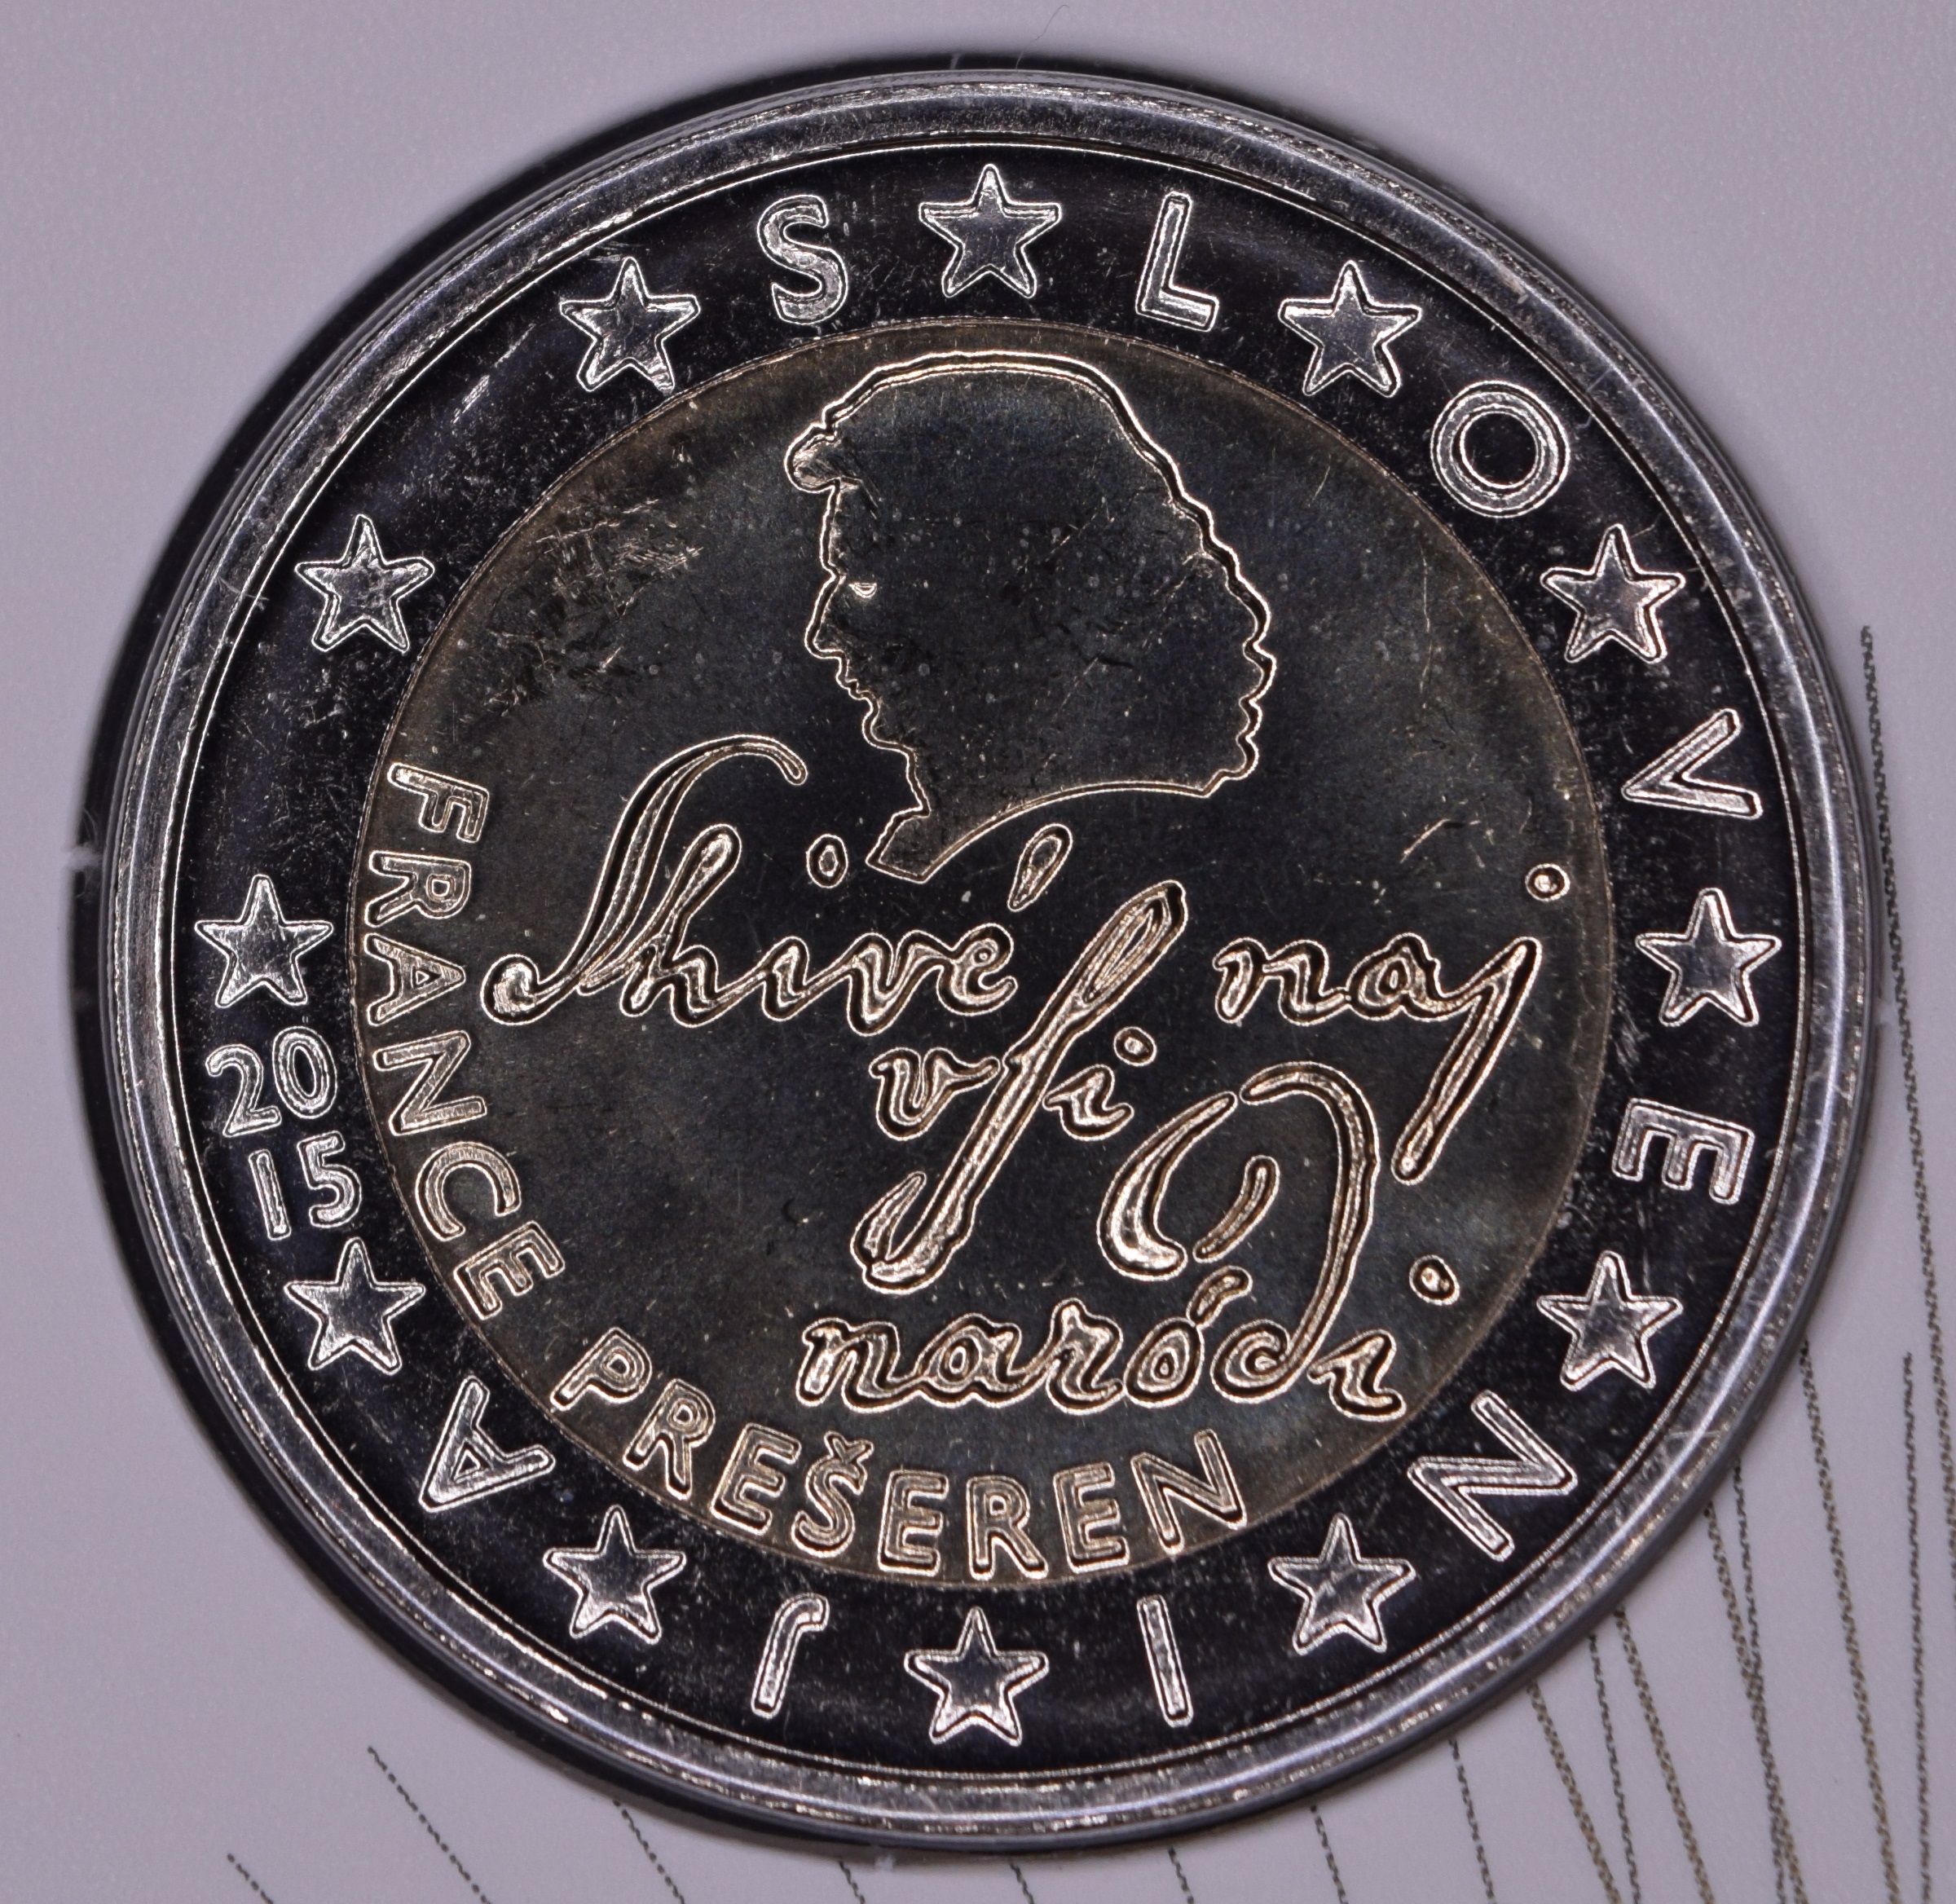 SLOVENIJA
2015
FRANCE PREŠEREN
Shivé naj
vſi
naródi